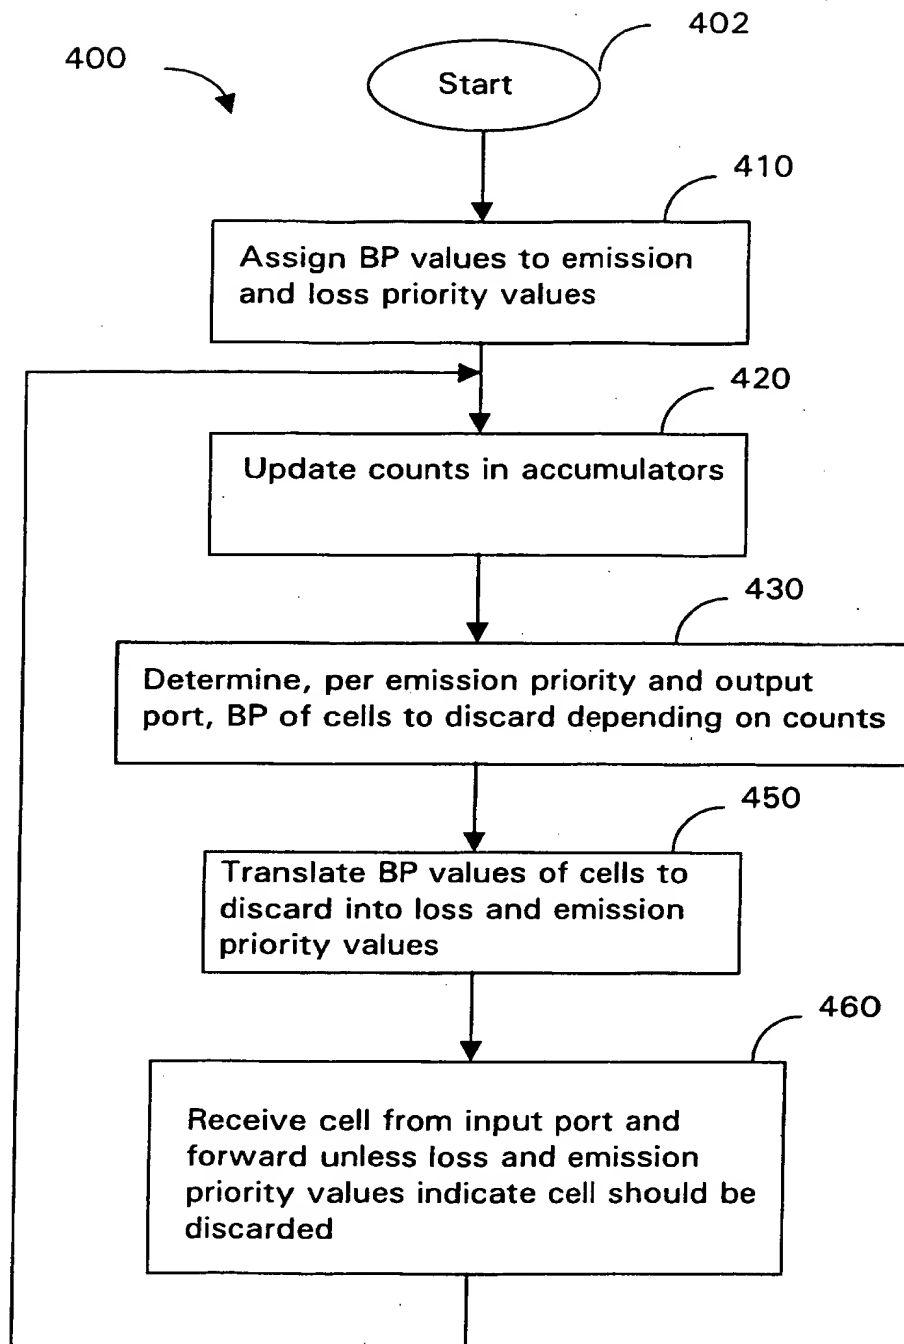 402
400
Start
410
Assign BP values to emission
and loss priority values
420
Update counts in accumulators
430
Determine, per emission priority and output
port, BP of cells to discard depending on counts
450
Translate BP values of cells to
discard into loss and emission
priority values
460
Receive cell from input port and
forward unless loss and emission
priority values indicate cell should be
discarded